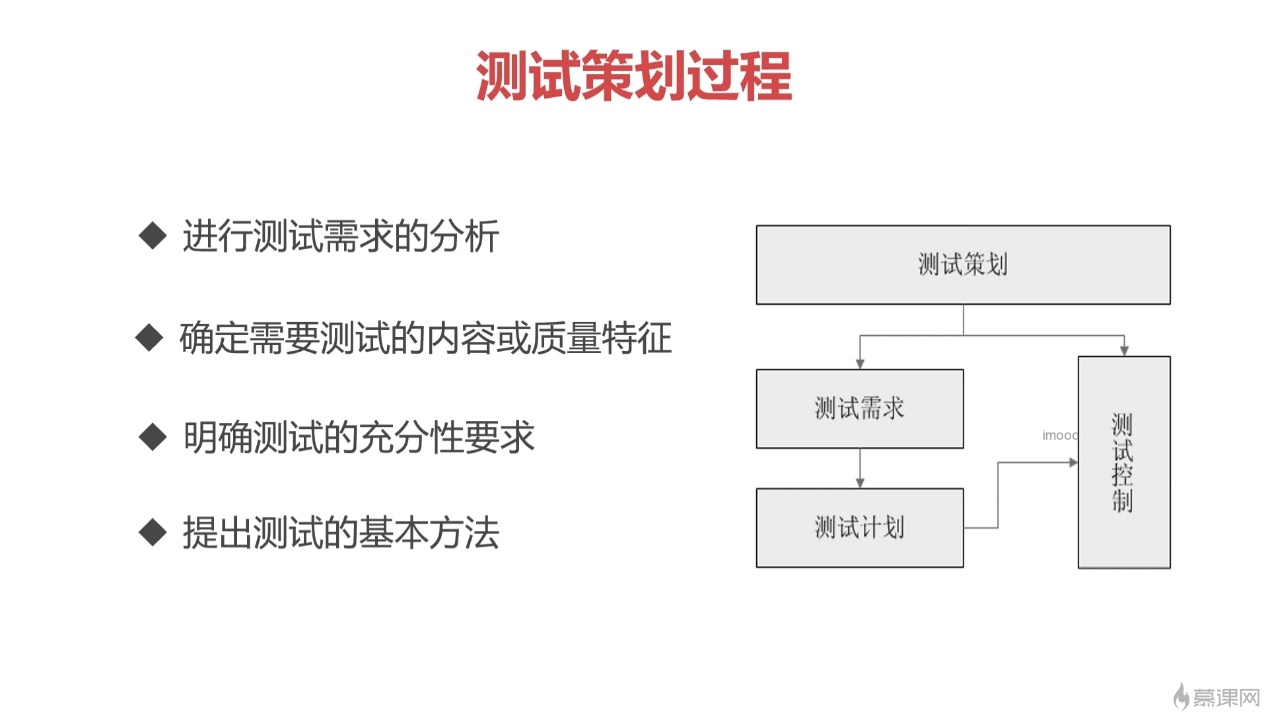 测试策划过程
◆ 进行测试需求的分析
◆ 确定需要测试的内容或质量特征
◆ 明确测试的充分性要求
◆ 提出测试的基本方法
测试策划
测试需求
测试计划
imooc
测试控制
慕课网